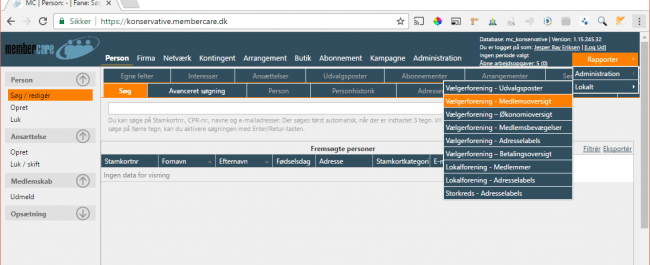 MC | Person: - | Fane: Sø
Sikker | https://konservative.membercare.dk
membercare
Database: mc_konservative | Version: 1.15.245.32
Du er logget på som: Jesper Bay Eriksen | [Log Ud]
Ingen periode valgt
Åbne arbejdsopgaver: 5 (0)
Person Firma Netværk Kontingent Arrangement Butik Abonnement Kampagne Administration
Rapporter
Administration
Lokalt
Egne felter Interesser Ansættelser Udvalgsposter Abonnementer Arrangementer
Søg Avanceret søgning Person Personhistorik
Person
Søg / rediger
Opret
Luk
Ansættelse
Opret
Luk / skift
Medlemskab
Udmeld
Opsætning
Du kan søge på Stamkortnr., CPR-nr., navne og e-mailadresser. Der søges først automatisk, når der er indtastet 3 tegn. Vi
søge på færre tegn, kan du aktivere søgningen med Enter/Retur-tasten.
Vælgerforening - Udvalgsposter
Vælgerforening - Medlemsoversigt
Vælgerforening - Økonomioversigt
Vælgerforening - Medlemsbevægelser
Vælgerforening - Adresselabels
Vælgerforening - Betalingsoversigt
Lokalforening - Medlemmer
Lokalforening - Adresselabels
Storkreds - Adresselabels
Fremsøgte personer
Filtrér Eksportér
Stamkortnr Fornavn Efternavn Fødselsdag Adresse Stamkortkategori
Ingen data for visning